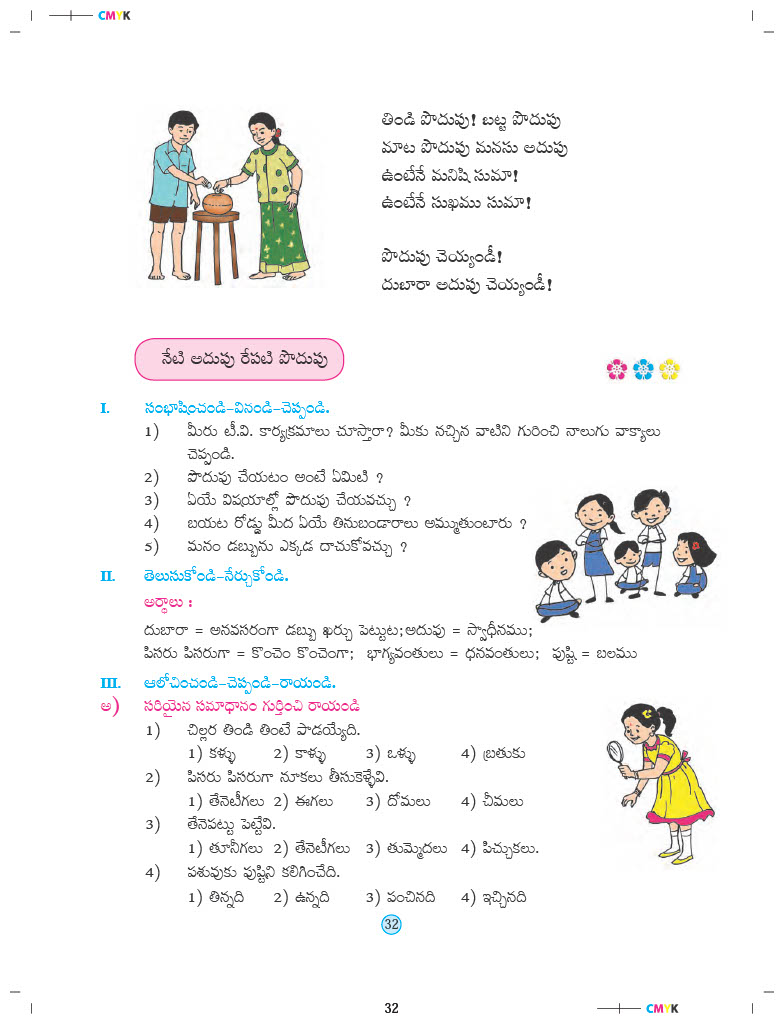 CMYK
తిండి పొదుపు! బట్ట పొదుపు
మాట పొదుపు మనసు అదుపు
ఉంటేనే మనిషి సుమా!
ఉంటేనే సుఖము సుమా!
పొదుపు చెయ్యండీ!
దుబారా అదుపు చెయ్యండీ!
నేటి అదుపు రేపటి పొదుపు
I. సంభాషించండి-వినండి-చెప్పండి.
1) మీరు టీ.వి. కార్యక్రమాలు చూస్తారా? మీకు నచ్చిన వాటిని గురించి నాలుగు వాక్యాలు
చెప్పండి.
2) పొదుపు చేయటం అంటే ఏమిటి ?
3) ఏయే విషయాల్లో పొదుపు చేయవచ్చు ?
4) బయట రోడ్డు మీద ఏయే తినుబండారాలు అమ్ముతుంటారు ?
5) మనం డబ్బును ఎక్కడ దాచుకోవచ్చు ?
II. తెలుసుకోండి-నేర్చుకోండి.
అర్థాలు :
దుబారా = అనవసరంగా డబ్బు ఖర్చు పెట్టుట; అదుపు = స్వాధీనము;
పిసరు పిసరుగా = కొంచెం కొంచెంగా; భాగ్యవంతులు = ధనవంతులు; పుష్టి = బలము
III. ఆలోచించండి-చెప్పండి-రాయండి.
అ) సరియైన సమాధానం గుర్తించి రాయండి
1) చిల్లర తిండి తింటే పాడయ్యేది.
1) కళ్ళు 2) కాళ్ళు 3) ఒళ్ళు 4) బ్రతుకు
2) పిసరు పిసరుగా నూకలు తీసుకెళ్ళేవి.
1) తేనెటీగలు 2) ఈగలు 3) దోమలు 4) చీమలు
3) తేనెపట్టు పెట్టేవి.
1) తూనీగలు 2) తేనెటీగలు 3) తుమ్మెదలు 4) పిచ్చుకలు.
4) పశువుకు పుష్టిని కలిగించేది.
1) తిన్నది 2) ఉన్నది 3) పంచినది 4) ఇచ్చినది
32
32
CMYK